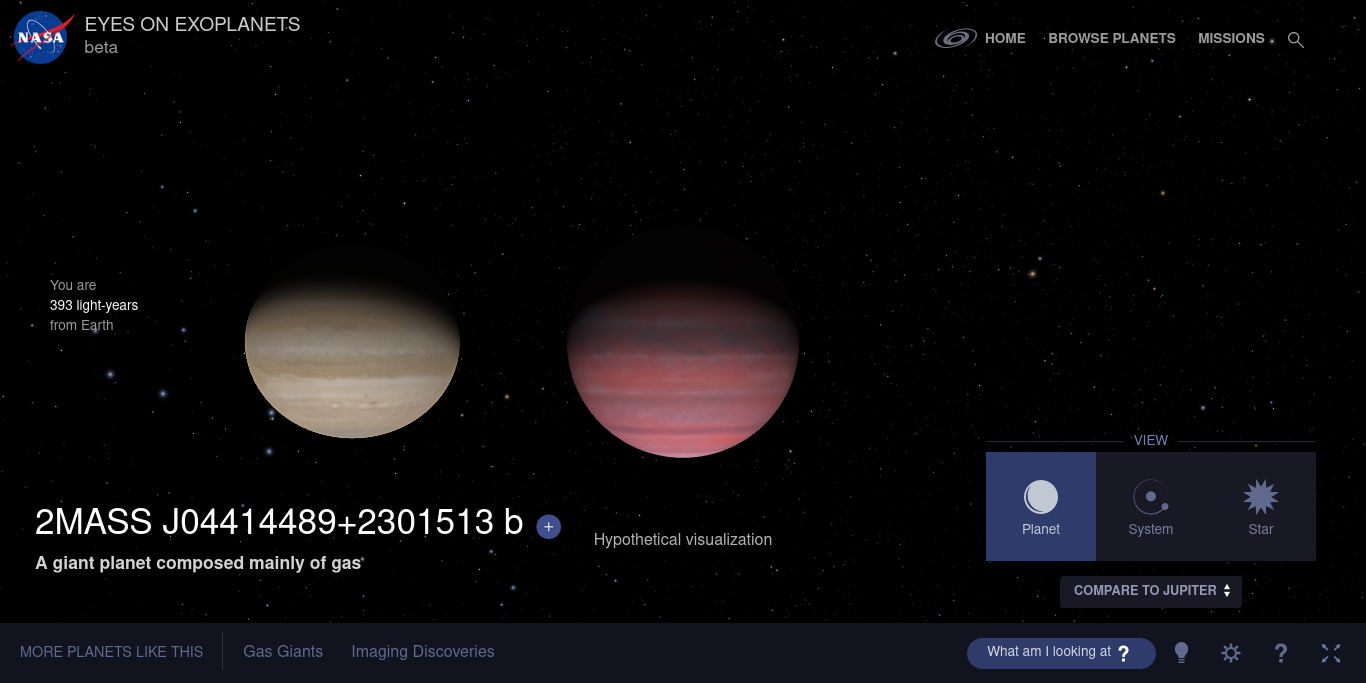 NASA
EYES ON EXOPLANETS
beta
HOME
BROWSE PLANETS
MISSIONS
You are
393 light-years
from Earth
VIEW
Planet
System
Star
2MASS J04414489+2301513 b +
A giant planet composed mainly of gas
Hypothetical visualization
COMPARE TO JUPITER
MORE PLANETS LIKE THIS
Gas Giants
Imaging Discoveries
What am I looking at ?
?